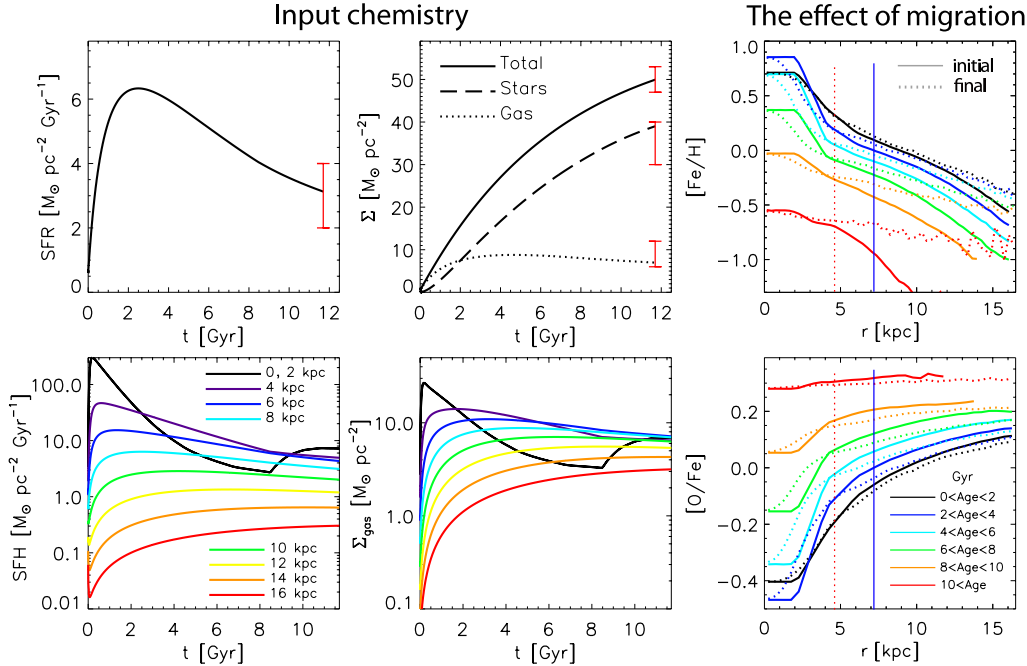 Input chemistry
The effect of migration
SFR [M⊙ pc⁻² Gyr⁻¹]
6
4
2
0
0 2 4 6 8 10 12
t [Gyr]
Σ [M⊙ pc⁻²]
50
40
30
20
10
0
Total
Stars
Gas
0 2 4 6 8 10 12
t [Gyr]
[Fe/H]
1.0
0.5
0.0
−0.5
−1.0
initial
final
0 5 10 15
r [kpc]
SFH [M⊙ pc⁻² Gyr⁻¹]
100.0
10.0
1.0
0.1
0.01
0, 2 kpc
4 kpc
6 kpc
8 kpc
10 kpc
12 kpc
14 kpc
16 kpc
0 2 4 6 8 10
t [Gyr]
Σgas [M⊙ pc⁻²]
10.0
1.0
0.1
0 2 4 6 8 10
t [Gyr]
[O/Fe]
0.2
0.0
−0.2
−0.4
Gyr
0<Age<2
2<Age<4
4<Age<6
6<Age<8
8<Age<10
10<Age
0 5 10 15
r [kpc]